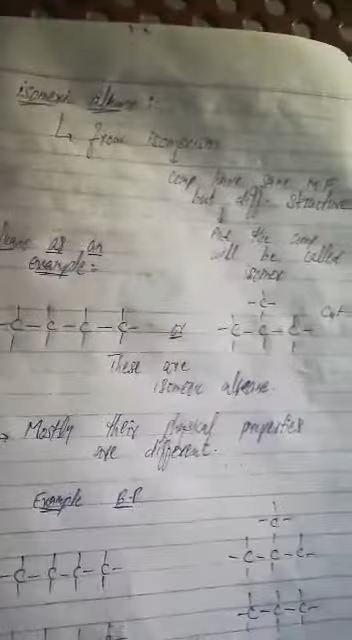 isomeric alkane :
↳ from isomerism
comp have same M.F
but diff. structure
↓
the comp
will be called
isomer
as an
Example:-
-C-
-C-C-C-C- or -C-C-C-
These are
isomeric alkane.
→ Mostly their physical properties
are different.
Example B.P
-C-
-C-C-C-C- -C-C-C-
-C-C-C-